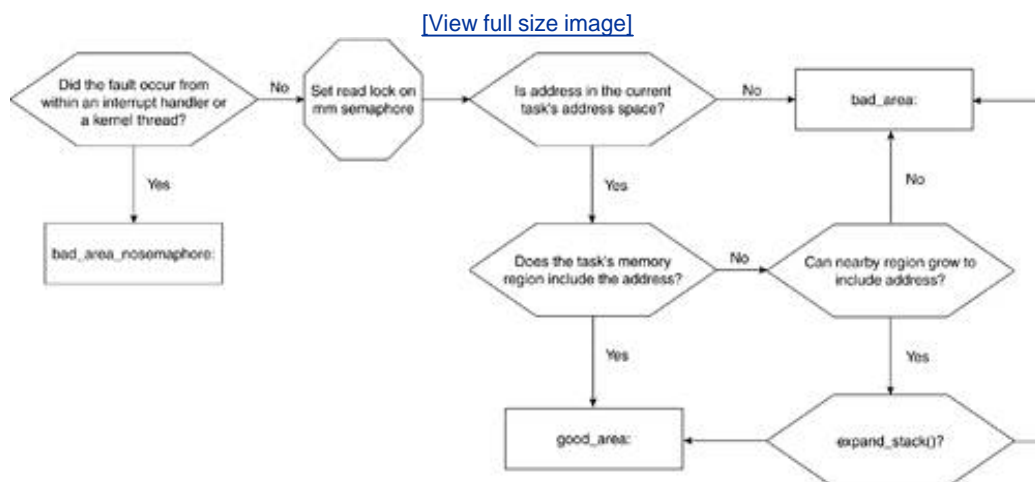 [View full size image]
Did the fault occur from
within an interrupt handler or
a kernel thread?
No
Set read lock on
mm semaphore
Is address in the current
task's address space?
No
bad_area:
Yes
Yes
No
bad_area_nosemaphore:
Does the task's memory
region include the address?
No
Can nearby region grow to
include address?
Yes
Yes
good_area:
expand_stack()?